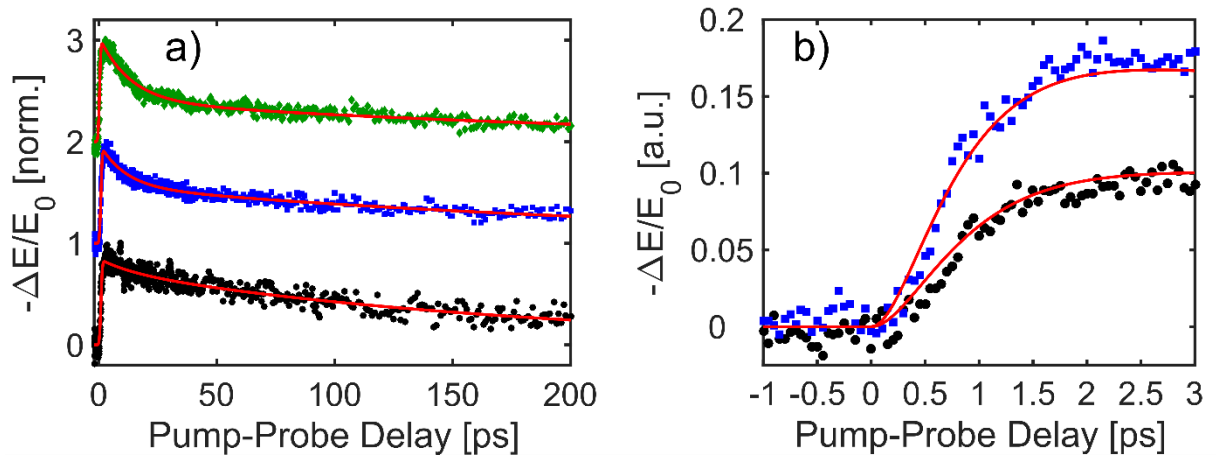 a)
3
2
1
0
-ΔE/E₀ [norm.]
0 50 100 150 200
Pump-Probe Delay [ps]
b)
0.2
0.15
0.1
0.05
0
-ΔE/E₀ [a.u.]
-1 -0.5 0 0.5 1 1.5 2 2.5 3
Pump-Probe Delay [ps]